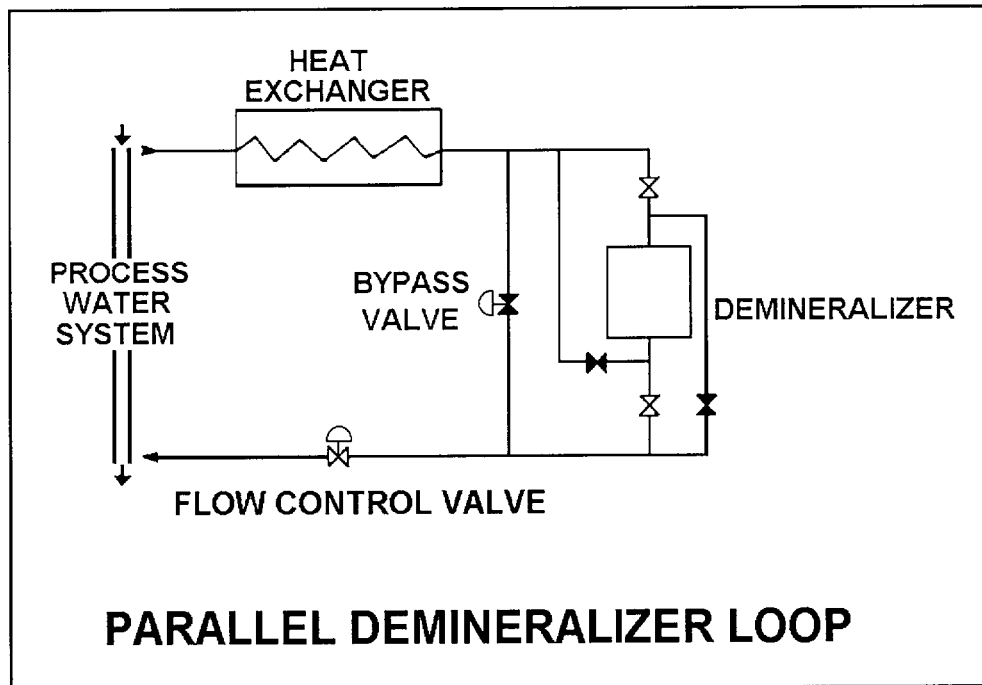 HEAT
EXCHANGER
PROCESS
WATER
SYSTEM
BYPASS
VALVE
DEMINERALIZER
FLOW CONTROL VALVE
PARALLEL DEMINERALIZER LOOP